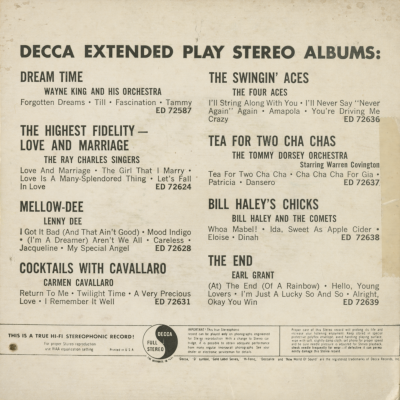 DECCA EXTENDED PLAY STEREO ALBUMS:
DREAM TIME
WAYNE KING AND HIS ORCHESTRA
Forgotten Dreams • Till • Fascination • Tammy
ED 72587
THE HIGHEST FIDELITY—
LOVE AND MARRIAGE
THE RAY CHARLES SINGERS
Love And Marriage • The Girl That I Marry •
Love Is A Many-Splendored Thing • Let's Fall
In Love ED 72624
MELLOW-DEE
LENNY DEE
I Got It Bad (And That Ain't Good) • Mood Indigo
• (I'm A Dreamer) Aren't We All • Careless •
Jacqueline • My Special Angel ED 72628
COCKTAILS WITH CAVALLARO
CARMEN CAVALLARO
Return To Me • Twilight Time • A Very Precious
Love • I Remember It Well ED 72631
THE SWINGIN' ACES
THE FOUR ACES
I'll String Along With You • I'll Never Say "Never
Again" Again • Amapola • You're Driving Me
Crazy ED 72636
TEA FOR TWO CHA CHAS
THE TOMMY DORSEY ORCHESTRA
Starring Warren Covington
Tea For Two Cha Cha • Cha Cha Cha For Gia •
Patricia • Dansero ED 72637
BILL HALEY'S CHICKS
BILL HALEY AND THE COMETS
Whoa Mabel! • Ida, Sweet As Apple Cider •
Eloise • Dinah ED 72638
THE END
EARL GRANT
(At) The End (Of A Rainbow) • Hello, Young
Lovers • I'm Just A Lucky So And So • Alright,
Okay You Win ED 72639
THIS IS A TRUE HI-FI STEREOPHONIC RECORD!
For proper Stereo reproduction
use RIAA equalization setting.
Printed in U.S.A.
DECCA
FULL
STEREO